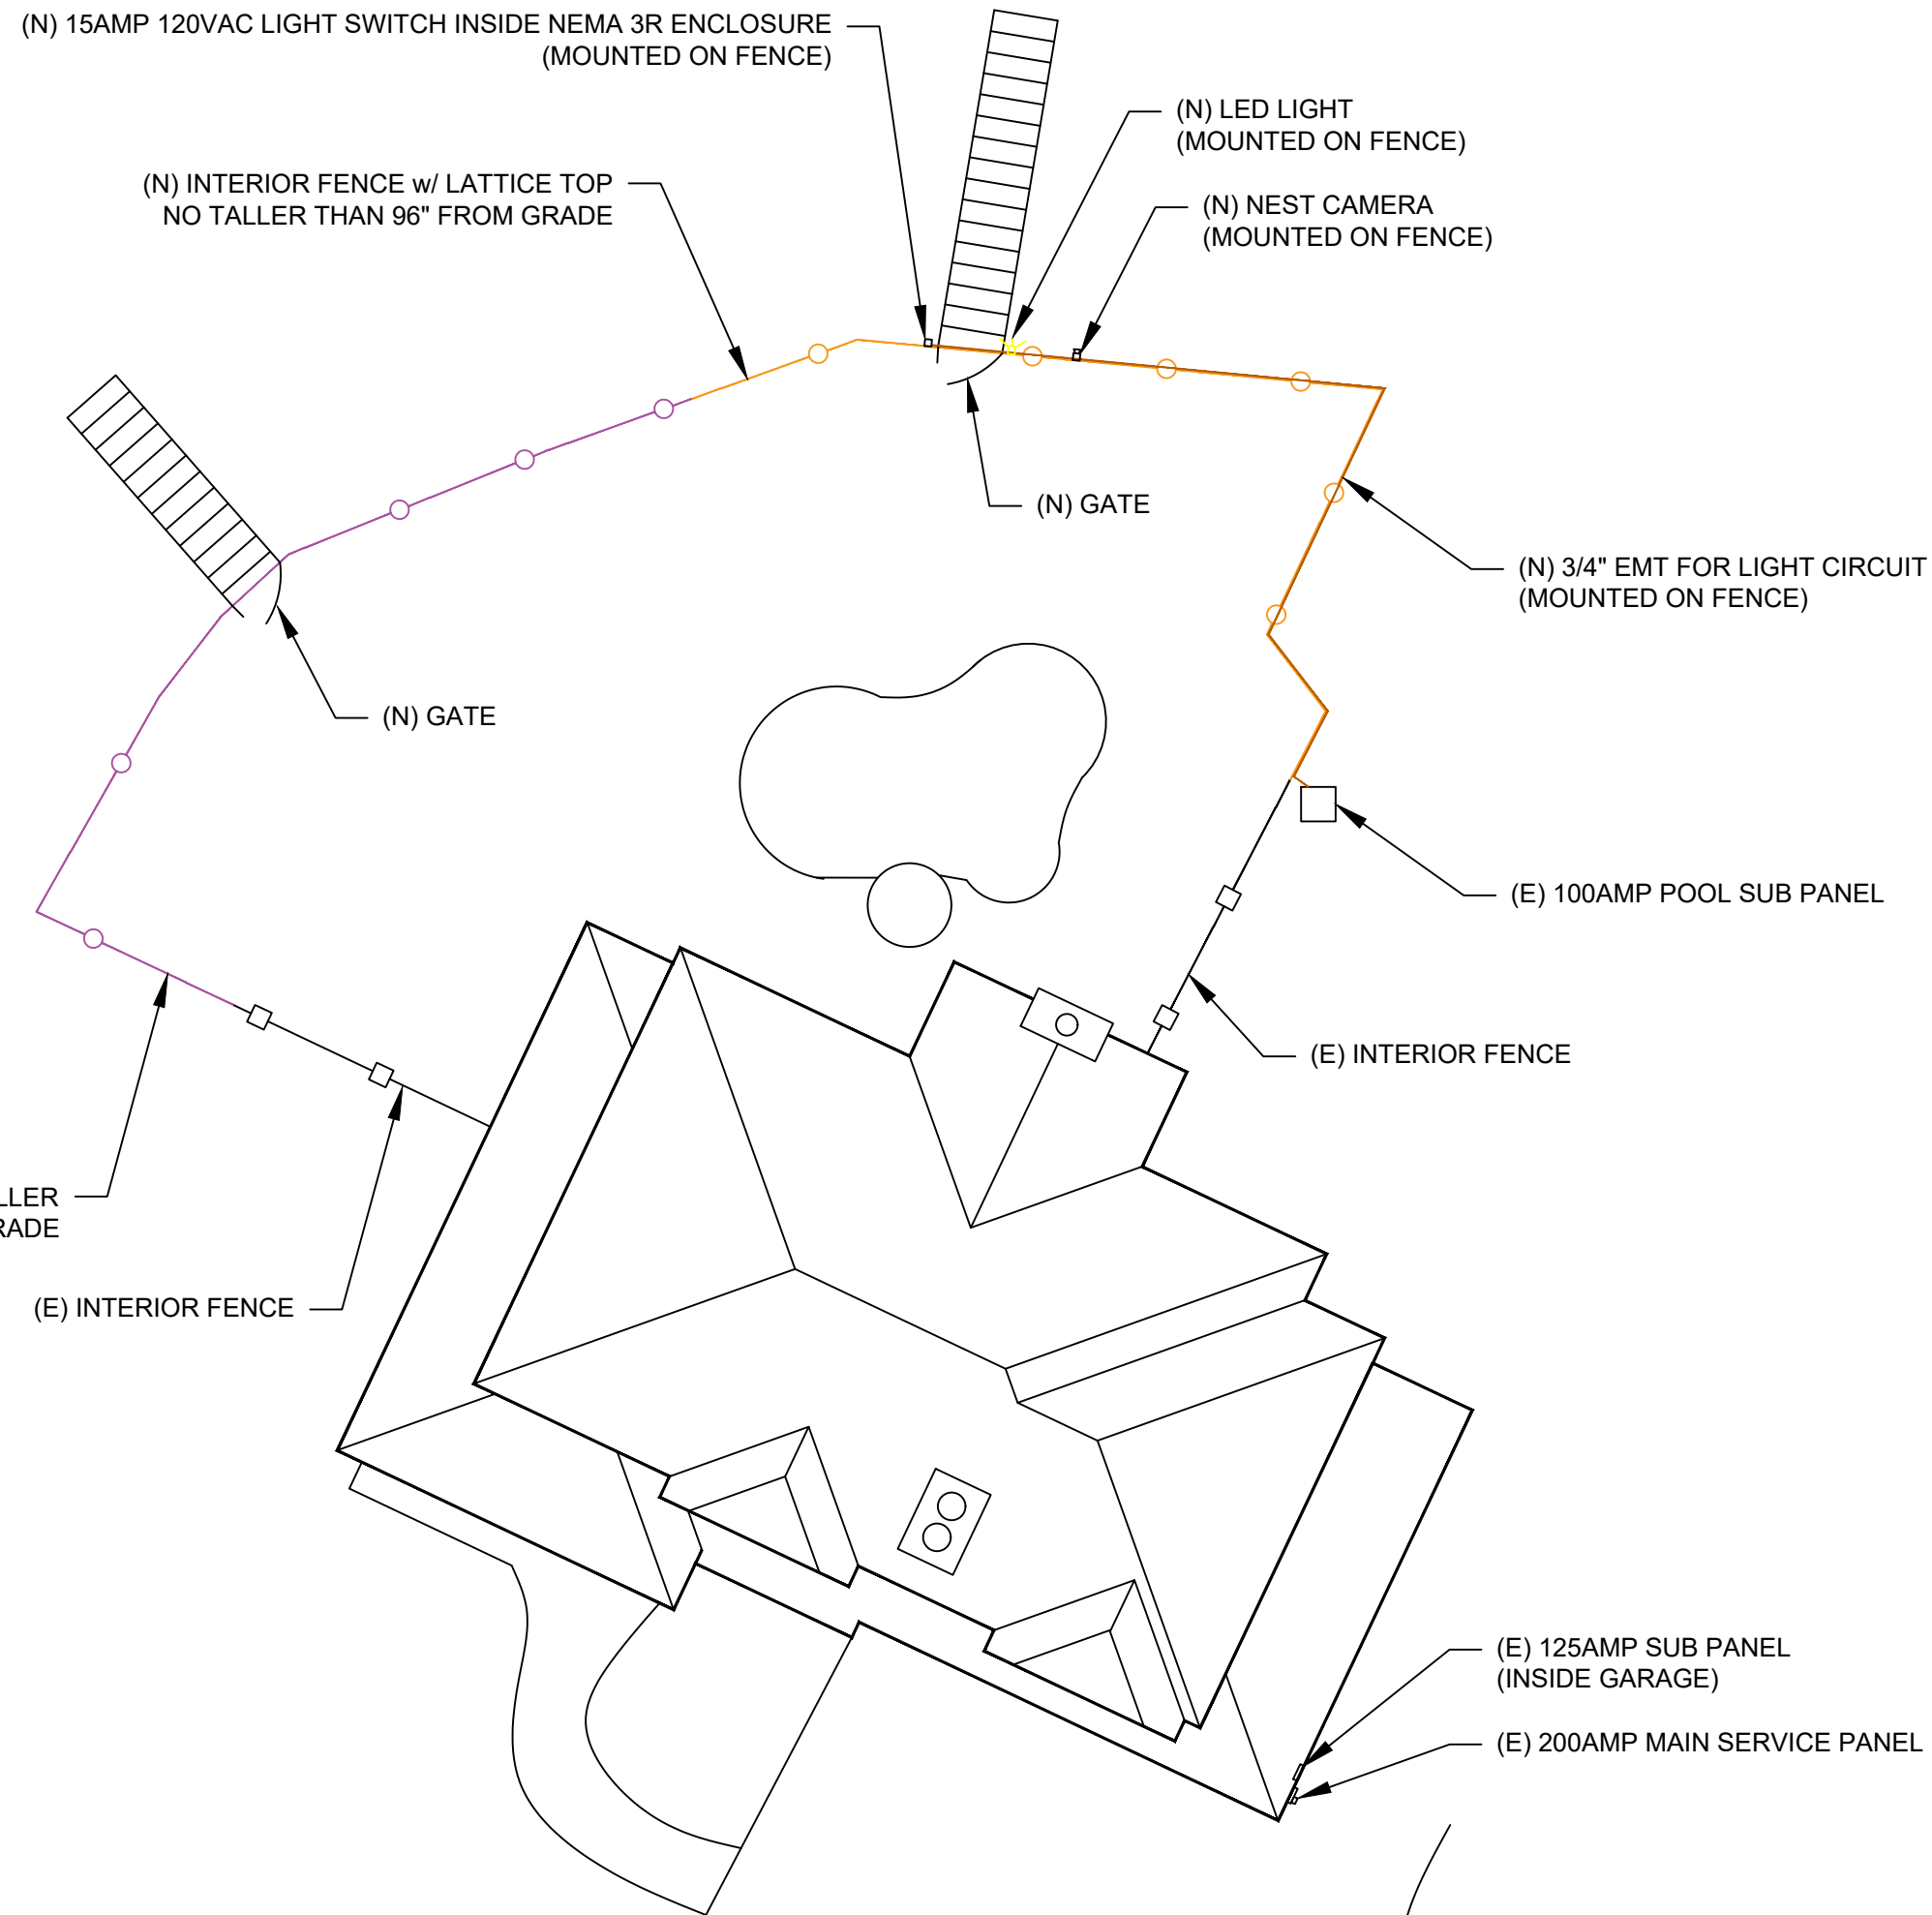 (N) 15AMP 120VAC LIGHT SWITCH INSIDE NEMA 3R ENCLOSURE
(MOUNTED ON FENCE)
(N) LED LIGHT
(MOUNTED ON FENCE)
(N) INTERIOR FENCE w/ LATTICE TOP
NO TALLER THAN 96" FROM GRADE
(N) NEST CAMERA
(MOUNTED ON FENCE)
(N) GATE
(N) 3/4" EMT FOR LIGHT CIRCUIT
(MOUNTED ON FENCE)
(N) GATE
(E) 100AMP POOL SUB PANEL
(E) INTERIOR FENCE
LLER
RADE
(E) INTERIOR FENCE
(E) 125AMP SUB PANEL
(INSIDE GARAGE)
(E) 200AMP MAIN SERVICE PANEL